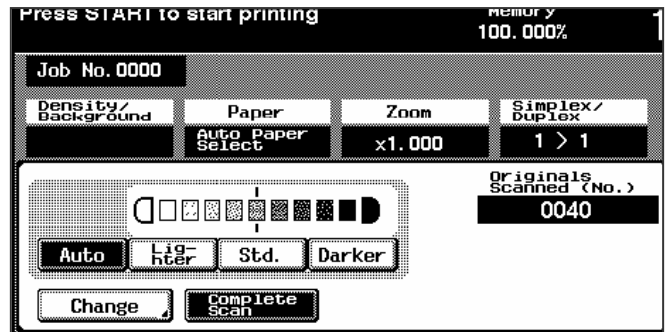 Press START to start printing
Memory
100.000%
Job No. 0000
Density/
Background
Paper
Zoom
Simplex/
Duplex
Auto Paper
Select
x1.000
1 > 1
Originals
Scanned (No.)
0040
Auto
Lig-
hter
Std.
Darker
Change
Complete
Scan